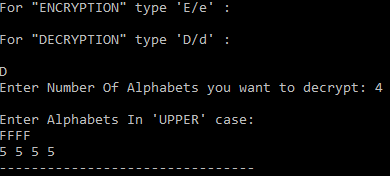 For "ENCRYPTION" type 'E/e' :
For "DECRYPTION" type 'D/d' :
D
Enter Number Of Alphabets you want to decrypt: 4
Enter Alphabets In 'UPPER' case:
FFFF
5 5 5 5
--------------------------------